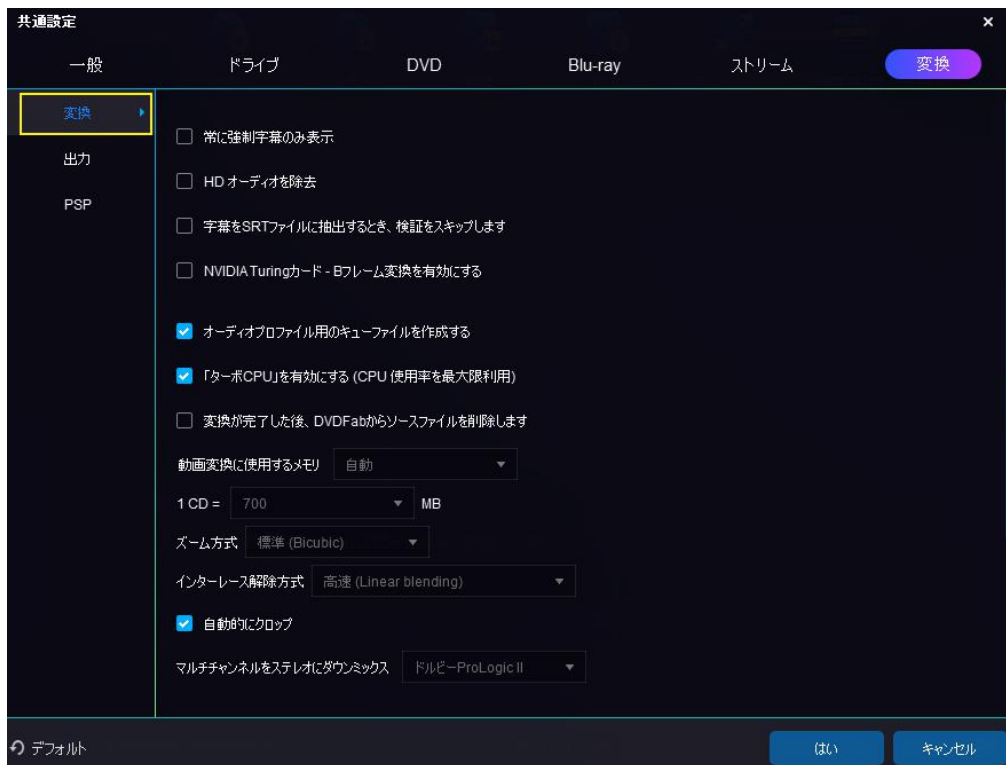 共通設定
一般 ドライブ DVD Blu-ray ストリーム 変換
変換
出力
PSP
常に強制字幕のみ表示
HD オーディオを除去
字幕をSRTファイルに抽出するとき、検証をスキップします
NVIDIA Turingカード - Bフレーム変換を有効にする
オーディオプロファイル用のキューファイルを作成する
「ターボCPU」を有効にする (CPU 使用率を最大限利用)
変換が完了した後、DVDFabからソースファイルを削除します
動画変換に使用するメモリ 自動
1 CD = 700 MB
ズーム方式 標準 (Bicubic)
インターレース解除方式 高速 (Linear blending)
自動的にクロップ
マルチチャンネルをステレオにダウンミックス ドルビーProLogic II
デフォルト はい キャンセル